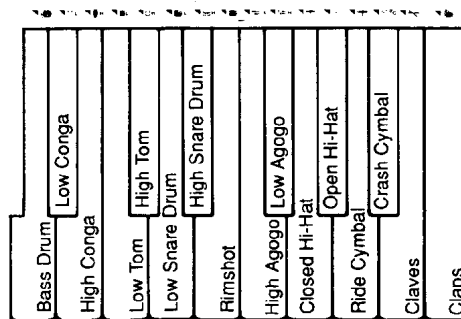 Bass Drum
Low Conga
High Conga
Low Tom
High Tom
Low Snare Drum
High Snare Drum
Rimshot
High Agogo
Low Agogo
Closed Hi-Hat
Open Hi-Hat
Ride Cymbal
Crash Cymbal
Claves
Claps